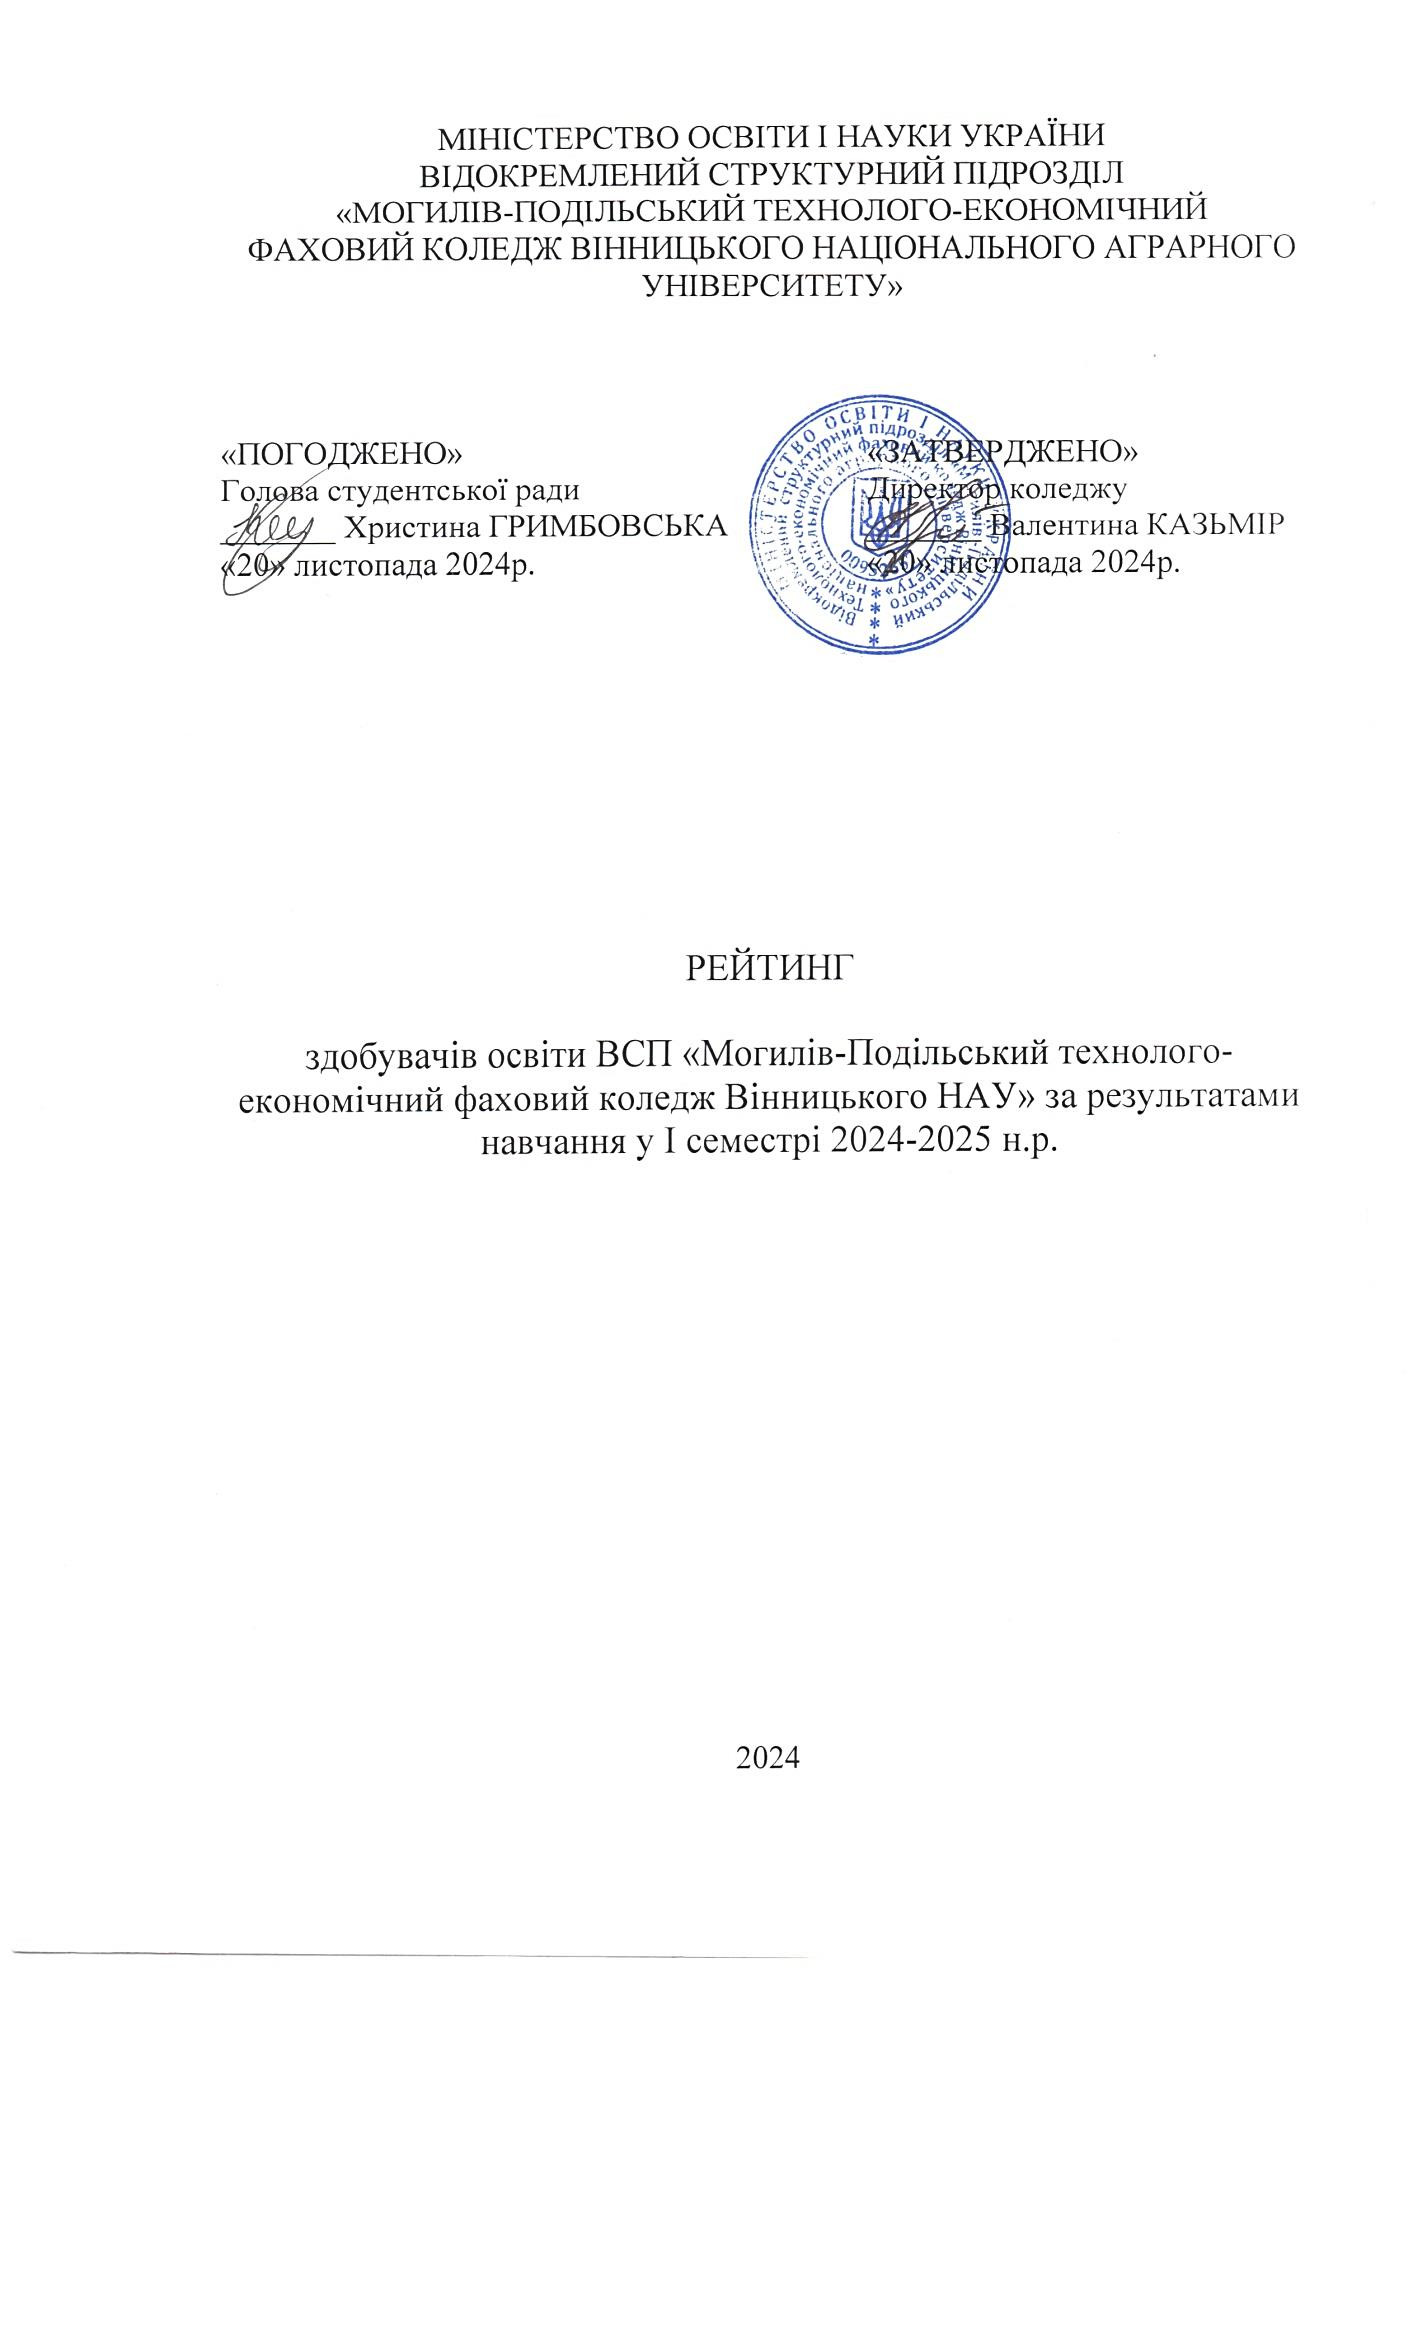 МІНІСТЕРСТВО ОСВІТИ І НАУКИ УКРАЇНИ
ВІДОКРЕМЛЕНИЙ СТРУКТУРНИЙ ПІДРОЗДІЛ
«МОГИЛІВ-ПОДІЛЬСЬКИЙ ТЕХНОЛОГО-ЕКОНОМІЧНИЙ
ФАХОВИЙ КОЛЕДЖ ВІННИЦЬКОГО НАЦІОНАЛЬНОГО АГРАРНОГО
УНІВЕРСИТЕТУ»
«ПОГОДЖЕНО»
Голова студентської ради
Христина ГРИМБОВСЬКА
«20» листопада 2024р.
«ЗАТВЕРДЖЕНО»
Директор коледжу
Валентина КАЗЬМІР
«20» листопада 2024р.
РЕЙТИНГ
здобувачів освіти ВСП «Могилів-Подільський технолого-
економічний фаховий коледж Вінницького НАУ» за результатами
навчання у І семестрі 2024-2025 н.р.
2024